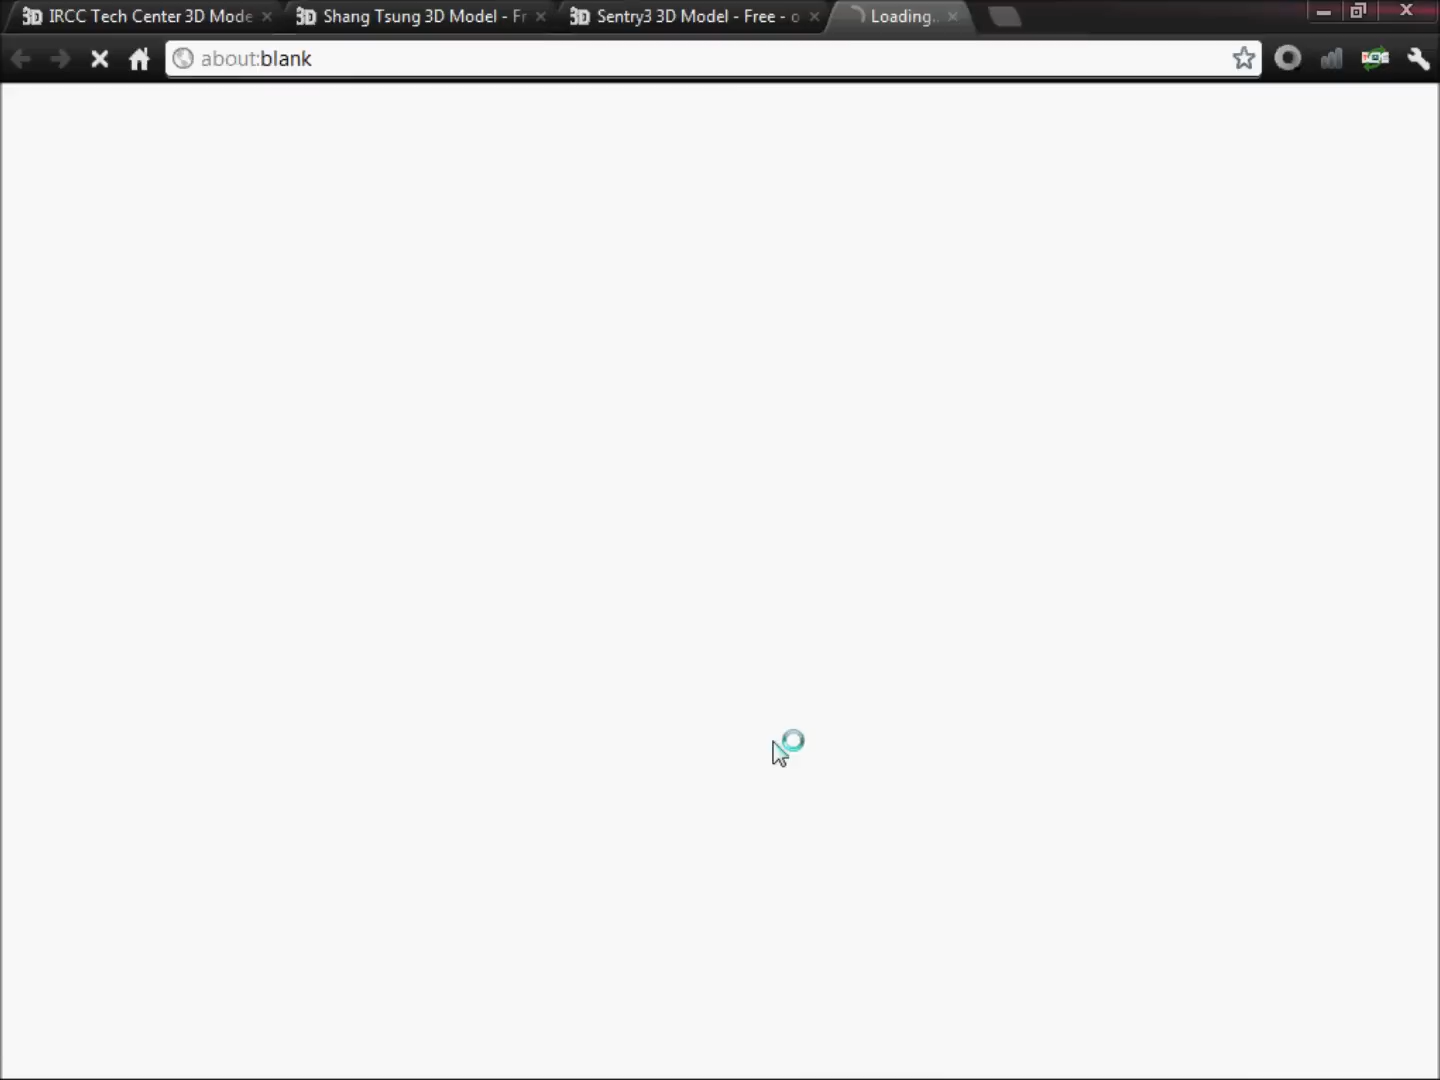 3D IRCC Tech Center 3D Mode
3D Shang Tsung 3D Model - Fr
3D Sentry3 3D Model - Free - o
Loading..
about:blank